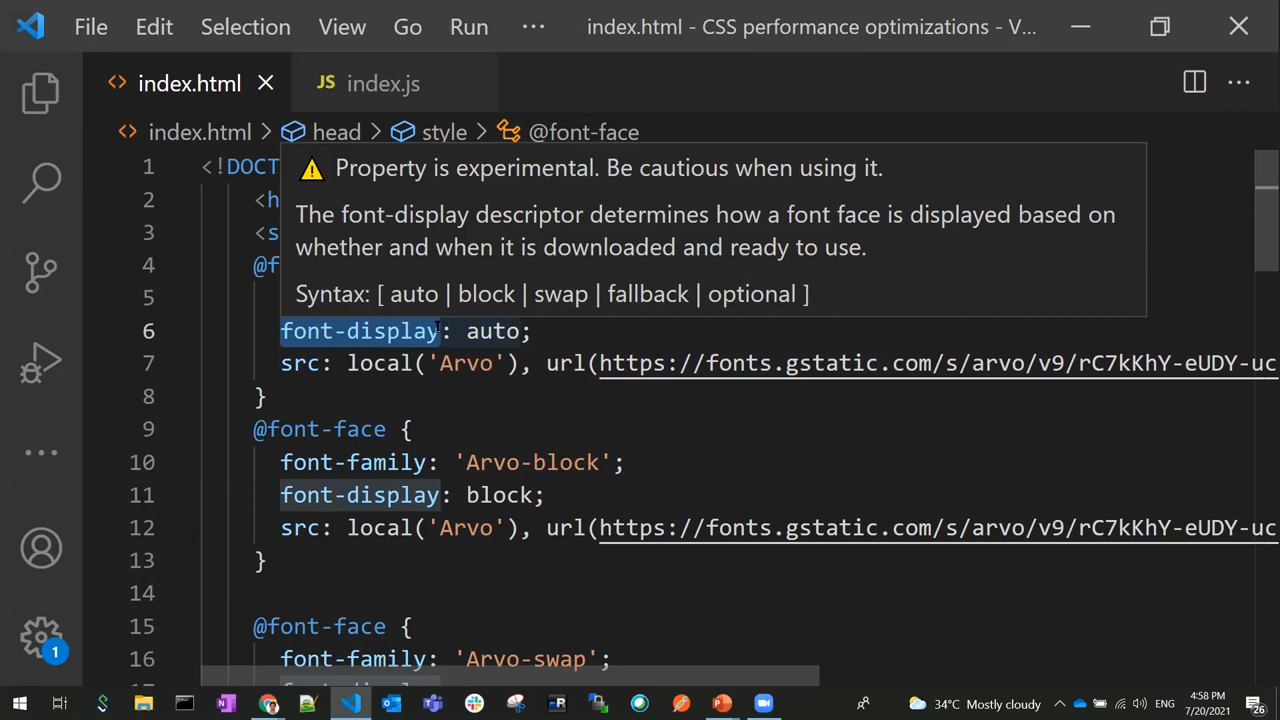 File Edit Selection View Go Run ··· index.html - CSS performance optimizations - V...
index.html JS index.js ···
index.html > head > style > @font-face
1 <!DOCT
2 <h
3 <s
4 @f
5
Property is experimental. Be cautious when using it.
The font-display descriptor determines how a font face is displayed based on
whether and when it is downloaded and ready to use.
Syntax: [ auto | block | swap | fallback | optional ]
6 font-display: auto;
7 src: local('Arvo'), url(https://fonts.gstatic.com/s/arvo/v9/rC7kKhY-eUDY-uc
8 }
9 @font-face {
10 font-family: 'Arvo-block';
11 font-display: block;
12 src: local('Arvo'), url(https://fonts.gstatic.com/s/arvo/v9/rC7kKhY-eUDY-uc
13 }
14
15 @font-face {
16 font-family: 'Arvo-swap';
1
34°C Mostly cloudy ENG 4:58 PM
7/20/2021
26